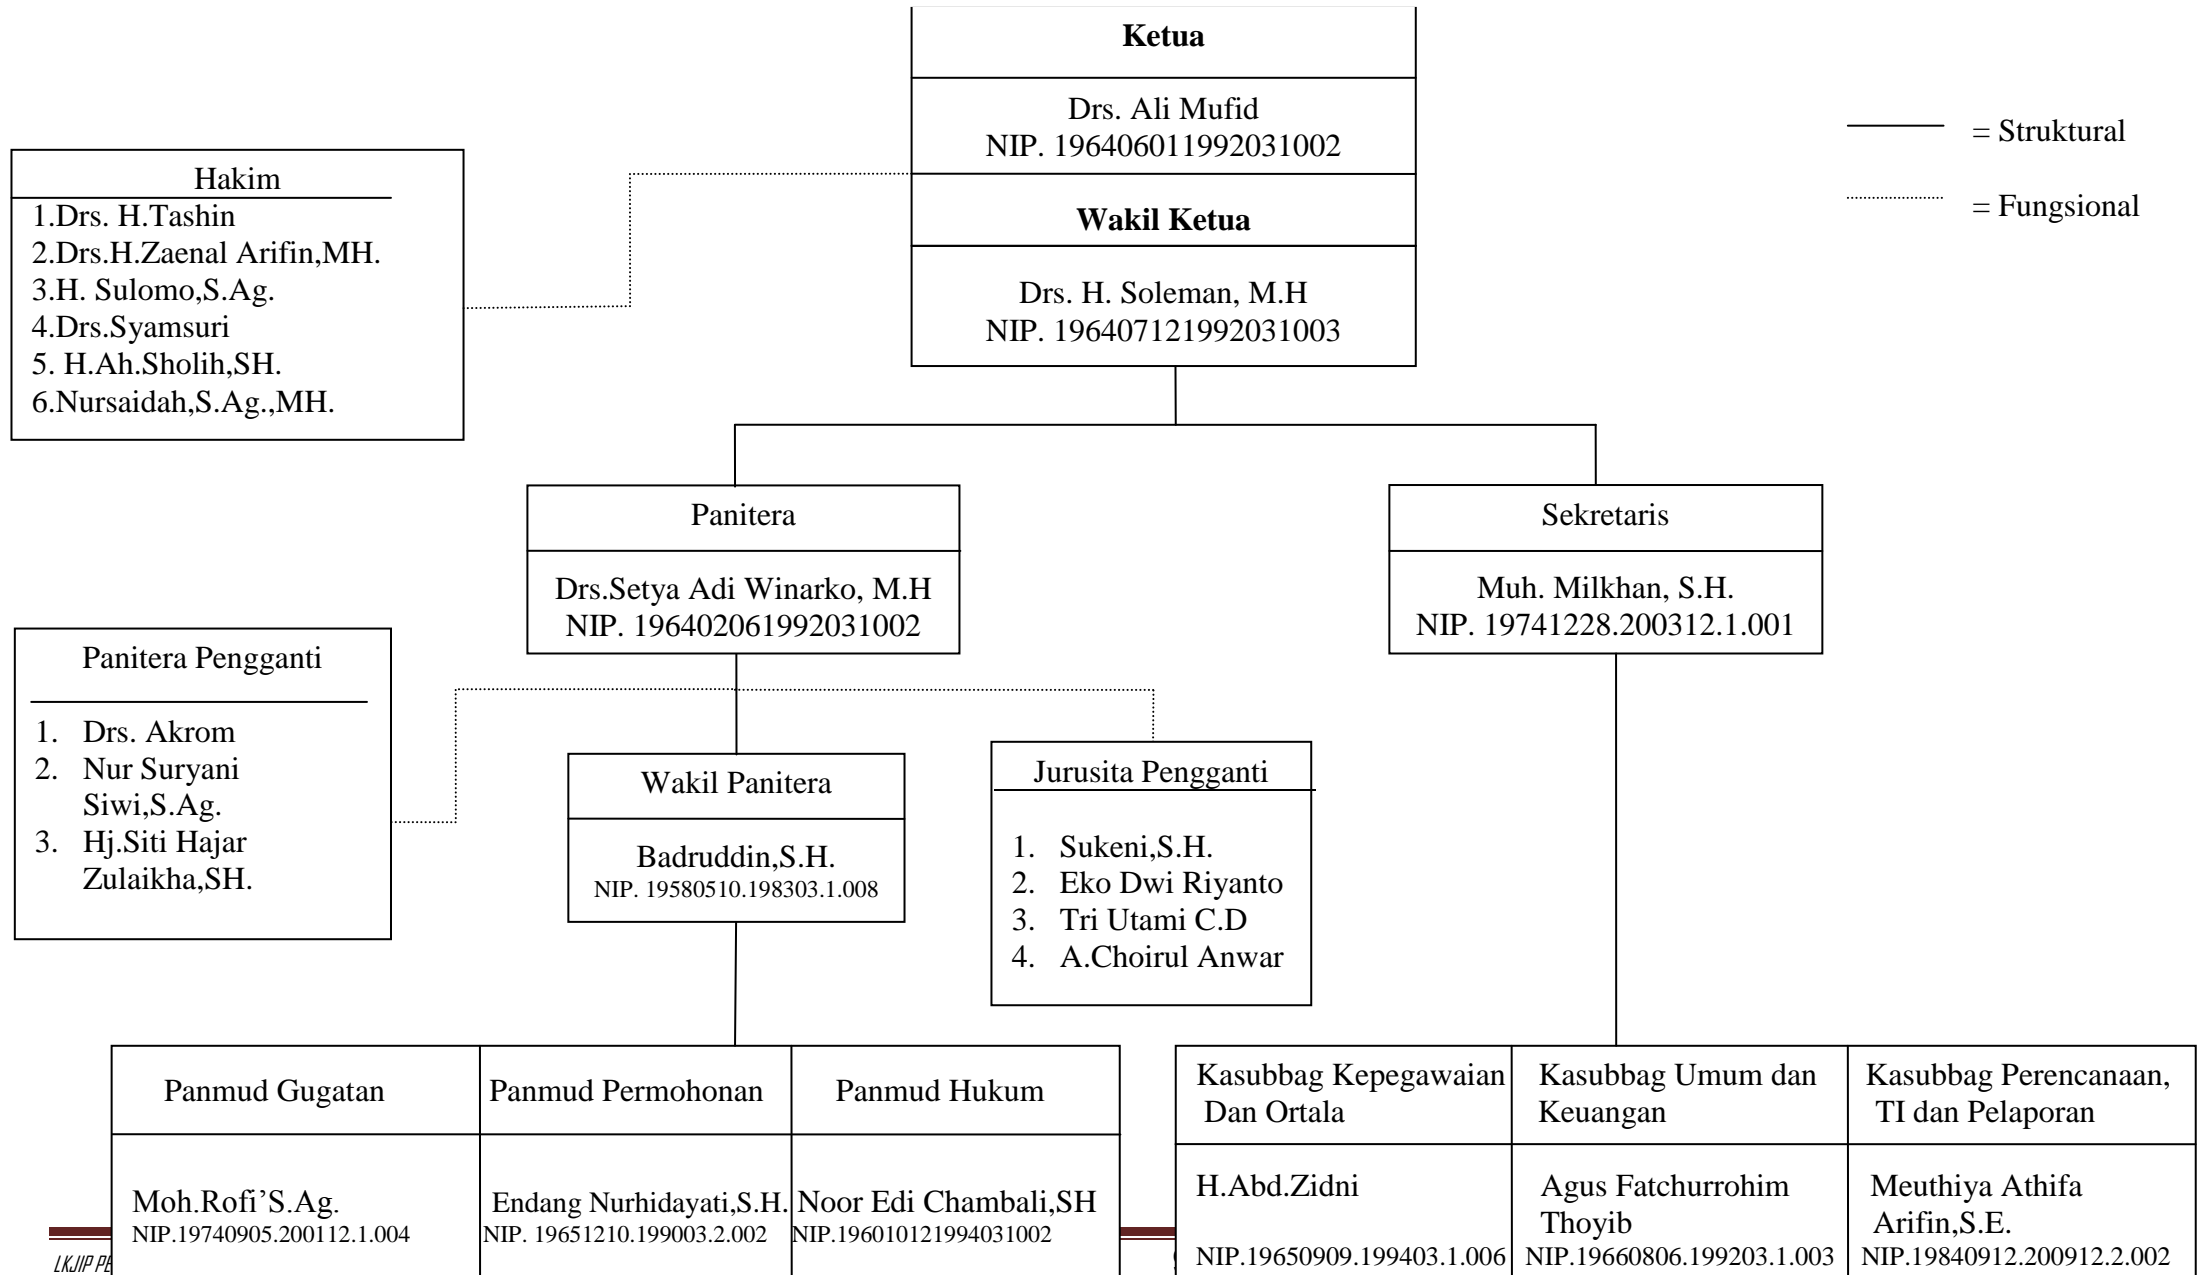 Ketua
Drs. Ali Mufid
NIP. 196406011992031002
Wakil Ketua
Drs. H. Soleman, M.H
NIP. 196407121992031003
= Struktural
= Fungsional
Hakim
1.Drs. H.Tashin
2.Drs.H.Zaenal Arifin,MH.
3.H. Sulomo,S.Ag.
4.Drs.Syamsuri
5. H.Ah.Sholih,SH.
6.Nursaidah,S.Ag.,MH.
Panitera
Drs.Setya Adi Winarko, M.H
NIP. 196402061992031002
Sekretaris
Muh. Milkhan, S.H.
NIP. 19741228.200312.1.001
Panitera Pengganti
1. Drs. Akrom
2. Nur Suryani
Siwi,S.Ag.
3. Hj.Siti Hajar
Zulaikha,SH.
Wakil Panitera
Badruddin,S.H.
NIP. 19580510.198303.1.008
Jurusita Pengganti
1. Sukeni,S.H.
2. Eko Dwi Riyanto
3. Tri Utami C.D
4. A.Choirul Anwar
Panmud Gugatan
Moh.Rofi’S.Ag.
NIP.19740905.200112.1.004
Panmud Permohonan
Endang Nurhidayati,S.H.
NIP. 19651210.199003.2.002
Panmud Hukum
Noor Edi Chambali,SH
NIP.196010121994031002
Kasubbag Kepegawaian
Dan Ortala
H.Abd.Zidni
NIP.19650909.199403.1.006
Kasubbag Umum dan
Keuangan
Agus Fatchurrohim
Thoyib
NIP.19660806.199203.1.003
Kasubbag Perencanaan,
TI dan Pelaporan
Meuthiya Athifa
Arifin,S.E.
NIP.19840912.200912.2.002
LKJIP